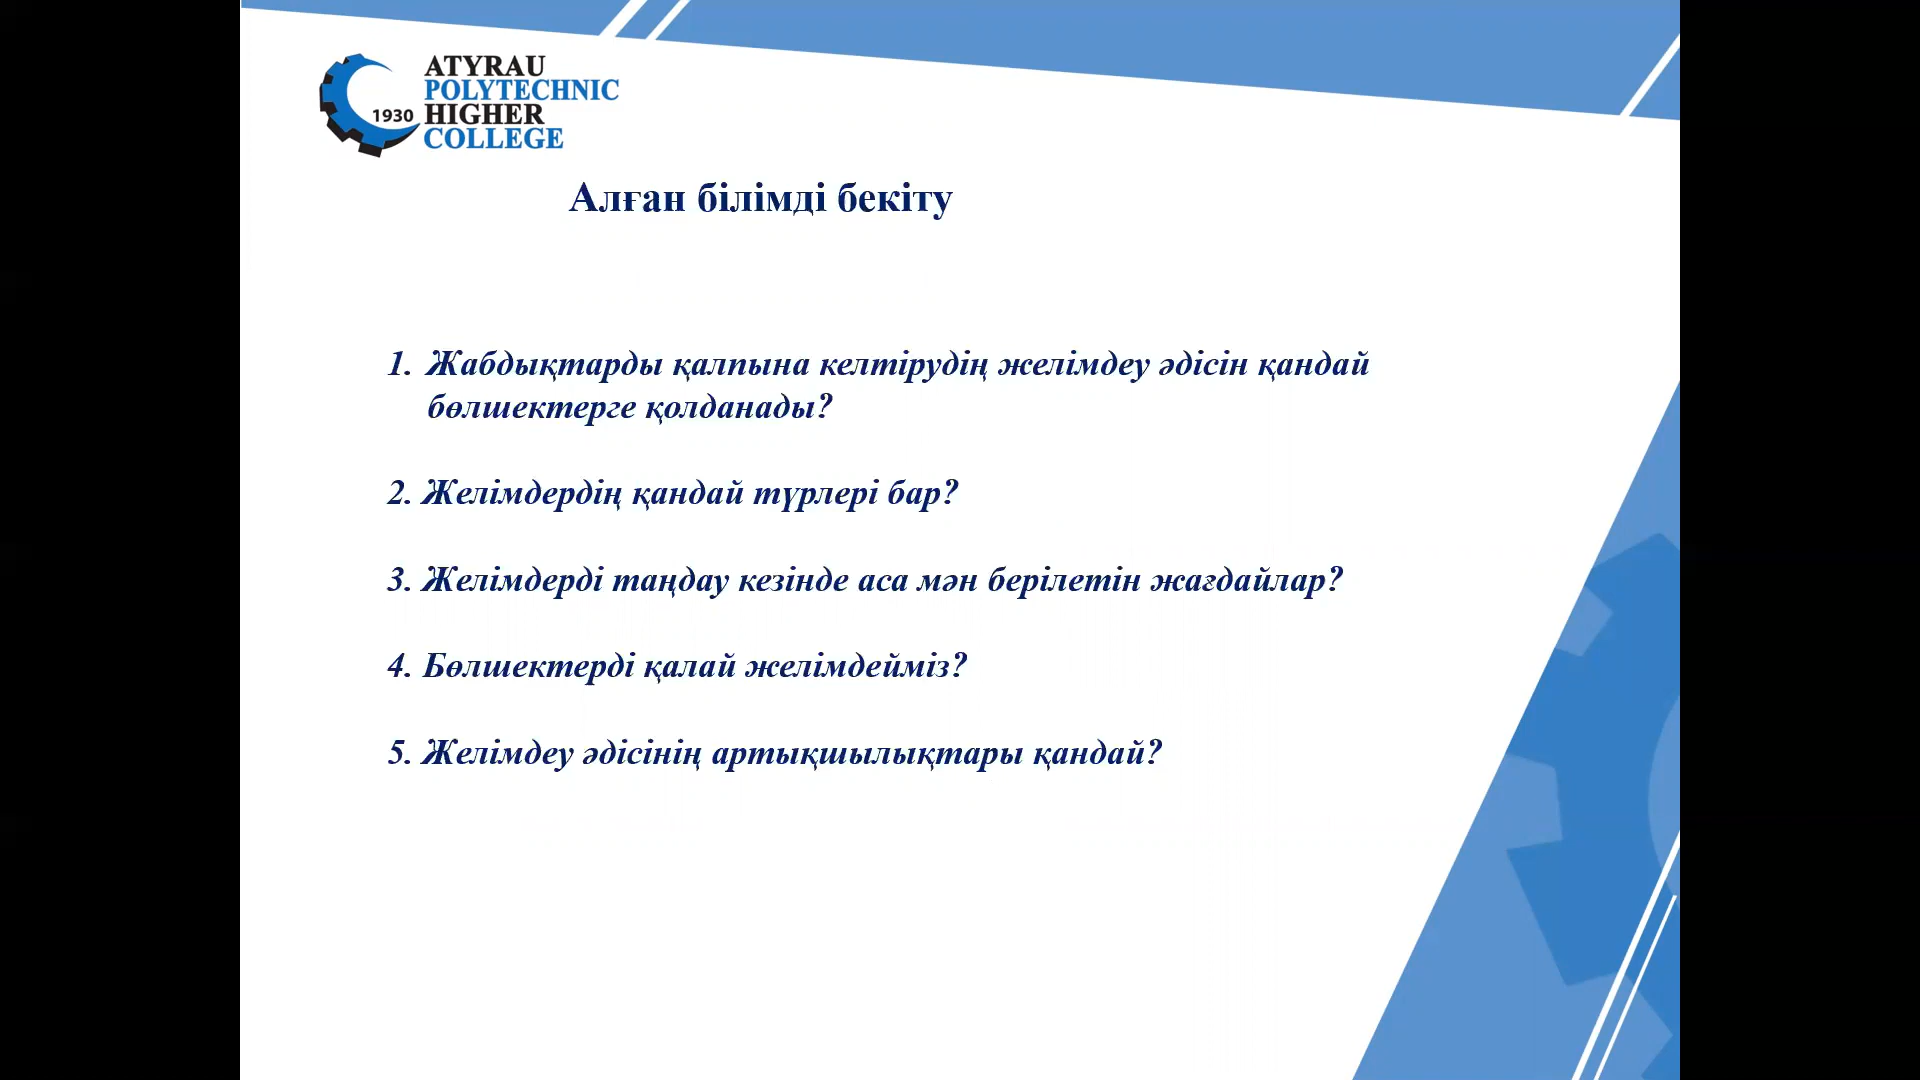 ATYRAU
POLYTECHNIC
1930 HIGHER
COLLEGE
Алған білімді бекіту
1. Жабдықтарды қалпына келтірудің желімдеу әдісін қандай
бөлшектерге қолданады?
2. Желімдердің қандай түрлері бар?
3. Желімдерді таңдау кезінде аса мән берілетін жағдайлар?
4. Бөлшектерді қалай желімдейміз?
5. Желімдеу әдісінің артықшылықтары қандай?